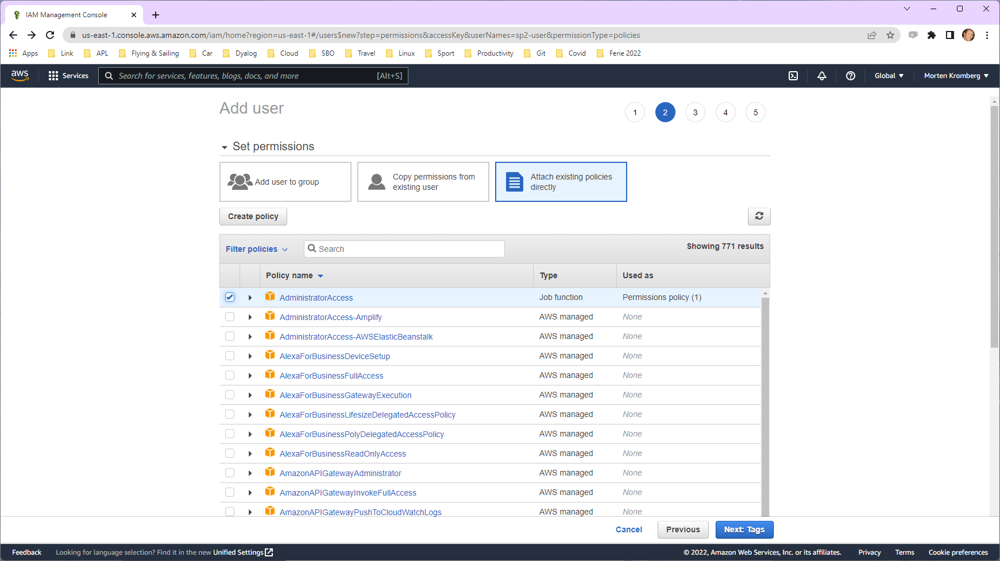 IAM Management Console
us-east-1.console.aws.amazon.com/iam/home?region=us-east-1#/users$new?step=permissions&accessKey&userNames=sp2-user&permissionType=policies
Apps Link APL Flying & Sailing Car Dyalog Cloud SBO Travel Linux Sport Productivity Git Covid Ferie 2022
aws Services Search for services, features, blogs, docs, and more [Alt+S] Global Morten Kromberg
Add user 1 2 3 4 5
Set permissions
Add user to group
Copy permissions from
existing user
Attach existing policies
directly
Create policy
Filter policies Search Showing 771 results
Policy name Type Used as
AdministratorAccess Job function Permissions policy (1)
AdministratorAccess-Amplify AWS managed None
AdministratorAccess-AWSElasticBeanstalk AWS managed None
AlexaForBusinessDeviceSetup AWS managed None
AlexaForBusinessFullAccess AWS managed None
AlexaForBusinessGatewayExecution AWS managed None
AlexaForBusinessLifesizeDelegatedAccessPolicy AWS managed None
AlexaForBusinessPolyDelegatedAccessPolicy AWS managed None
AlexaForBusinessReadOnlyAccess AWS managed None
AmazonAPIGatewayAdministrator AWS managed None
AmazonAPIGatewayInvokeFullAccess AWS managed None
AmazonAPIGatewayPushToCloudWatchLogs AWS managed None
Cancel Previous Next: Tags
Feedback Looking for language selection? Find it in the new Unified Settings © 2022, Amazon Web Services, Inc. or its affiliates. Privacy Terms Cookie preferences